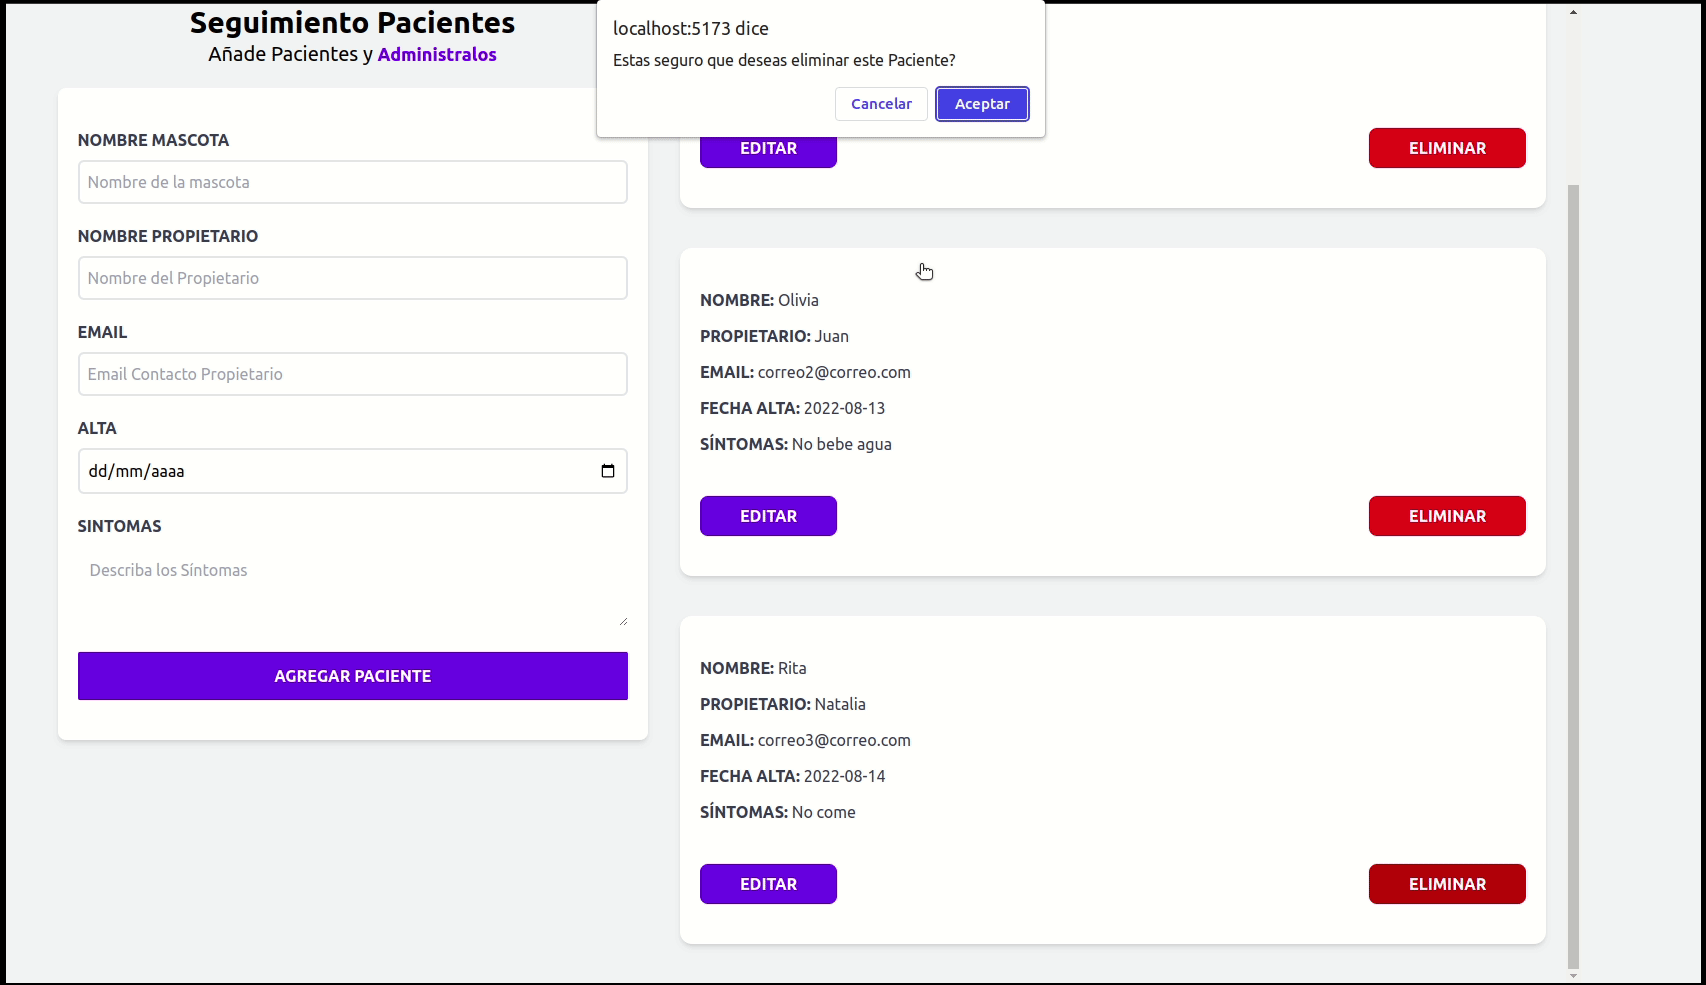 Seguimiento Pacientes
Añade Pacientes y Administralos
localhost:5173 dice
Estas seguro que deseas eliminar este Paciente?
Cancelar
Aceptar
NOMBRE MASCOTA
Nombre de la mascota
NOMBRE PROPIETARIO
Nombre del Propietario
EMAIL
Email Contacto Propietario
ALTA
dd/mm/aaaa
SINTOMAS
Describa los Síntomas
AGREGAR PACIENTE
EDITAR
ELIMINAR
NOMBRE: Olivia
PROPIETARIO: Juan
EMAIL: correo2@correo.com
FECHA ALTA: 2022-08-13
SÍNTOMAS: No bebe agua
EDITAR
ELIMINAR
NOMBRE: Rita
PROPIETARIO: Natalia
EMAIL: correo3@correo.com
FECHA ALTA: 2022-08-14
SÍNTOMAS: No come
EDITAR
ELIMINAR